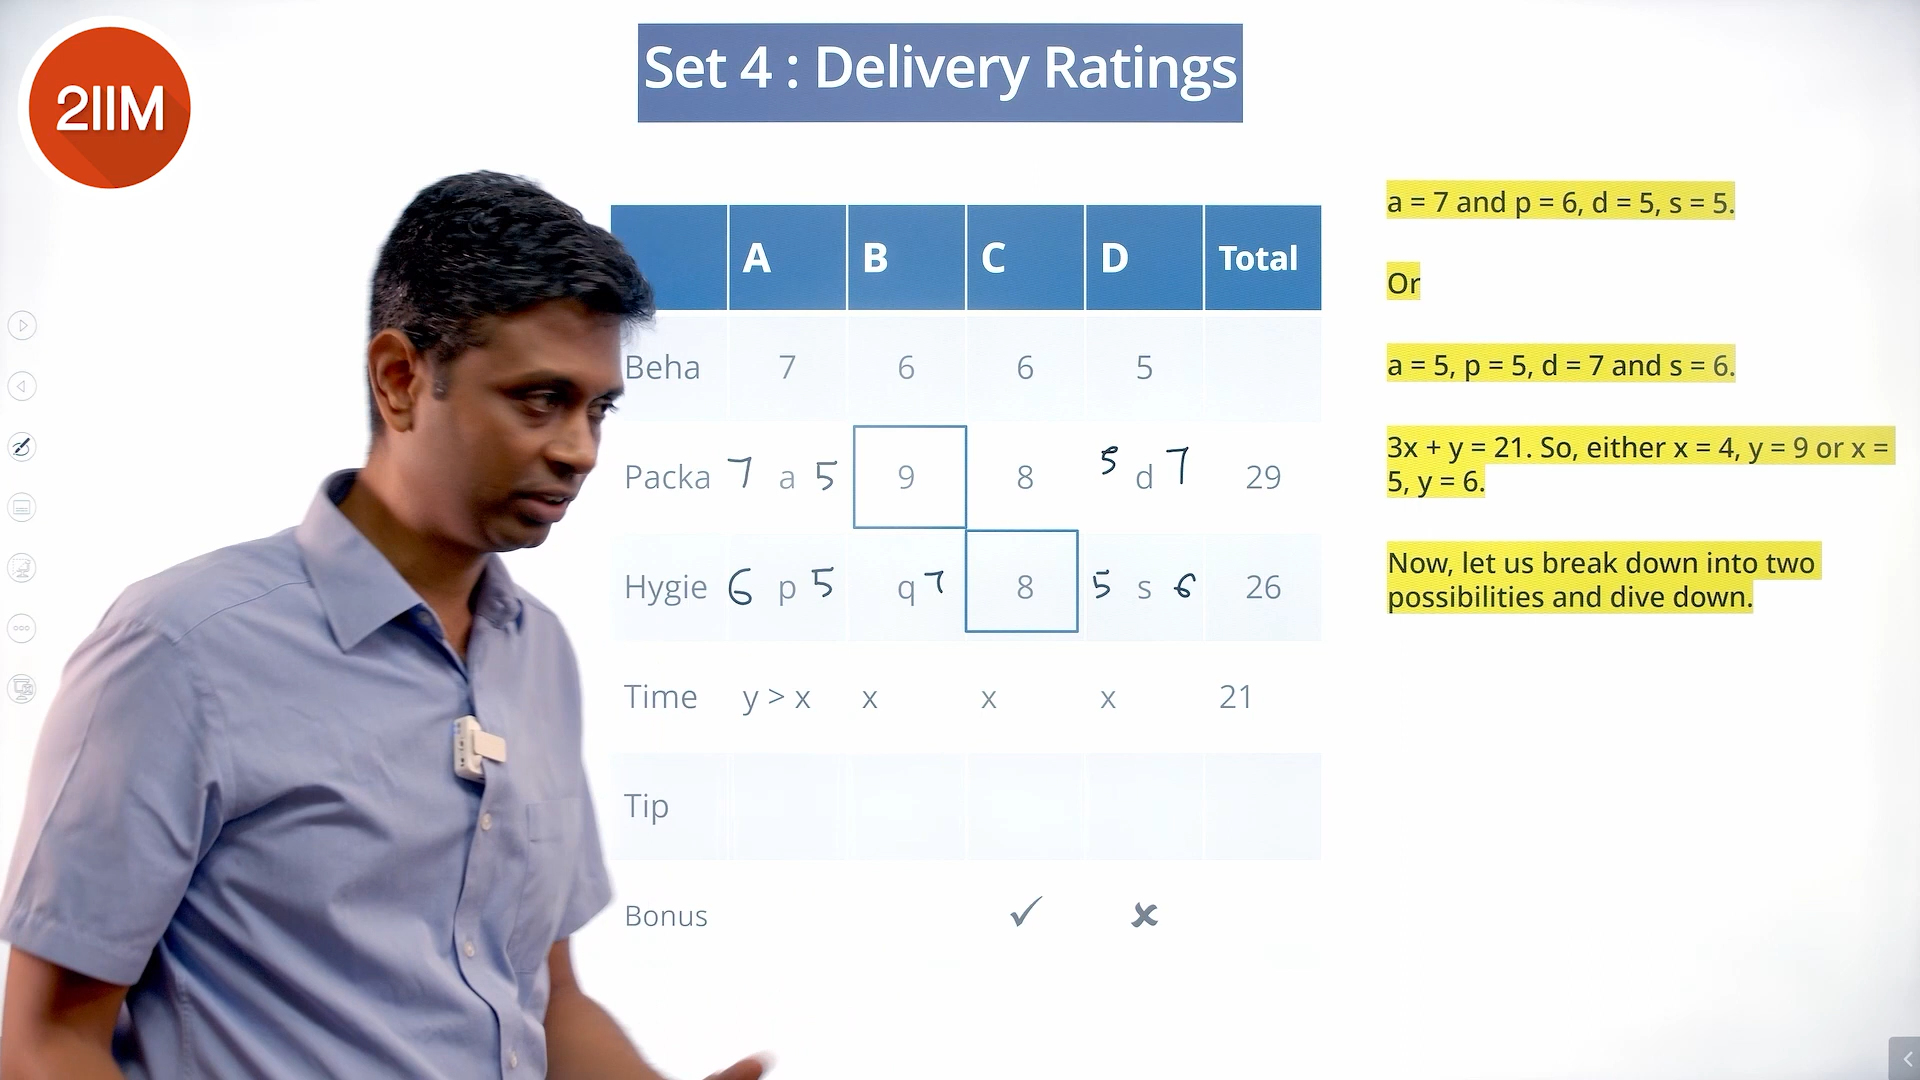 2IIM
Set 4 : Delivery Ratings
A B C D Total
Beha 7 6 6 5
Packa 7 a 5 9 8 5 d 7 29
Hygie 6 p 5 q 7 8 5 s 6 26
Time y > x x x x 21
Tip
Bonus ✓ ✗
a = 7 and p = 6, d = 5, s = 5.
Or
a = 5, p = 5, d = 7 and s = 6.
3x + y = 21. So, either x = 4, y = 9 or x =
5, y = 6.
Now, let us break down into two
possibilities and dive down.